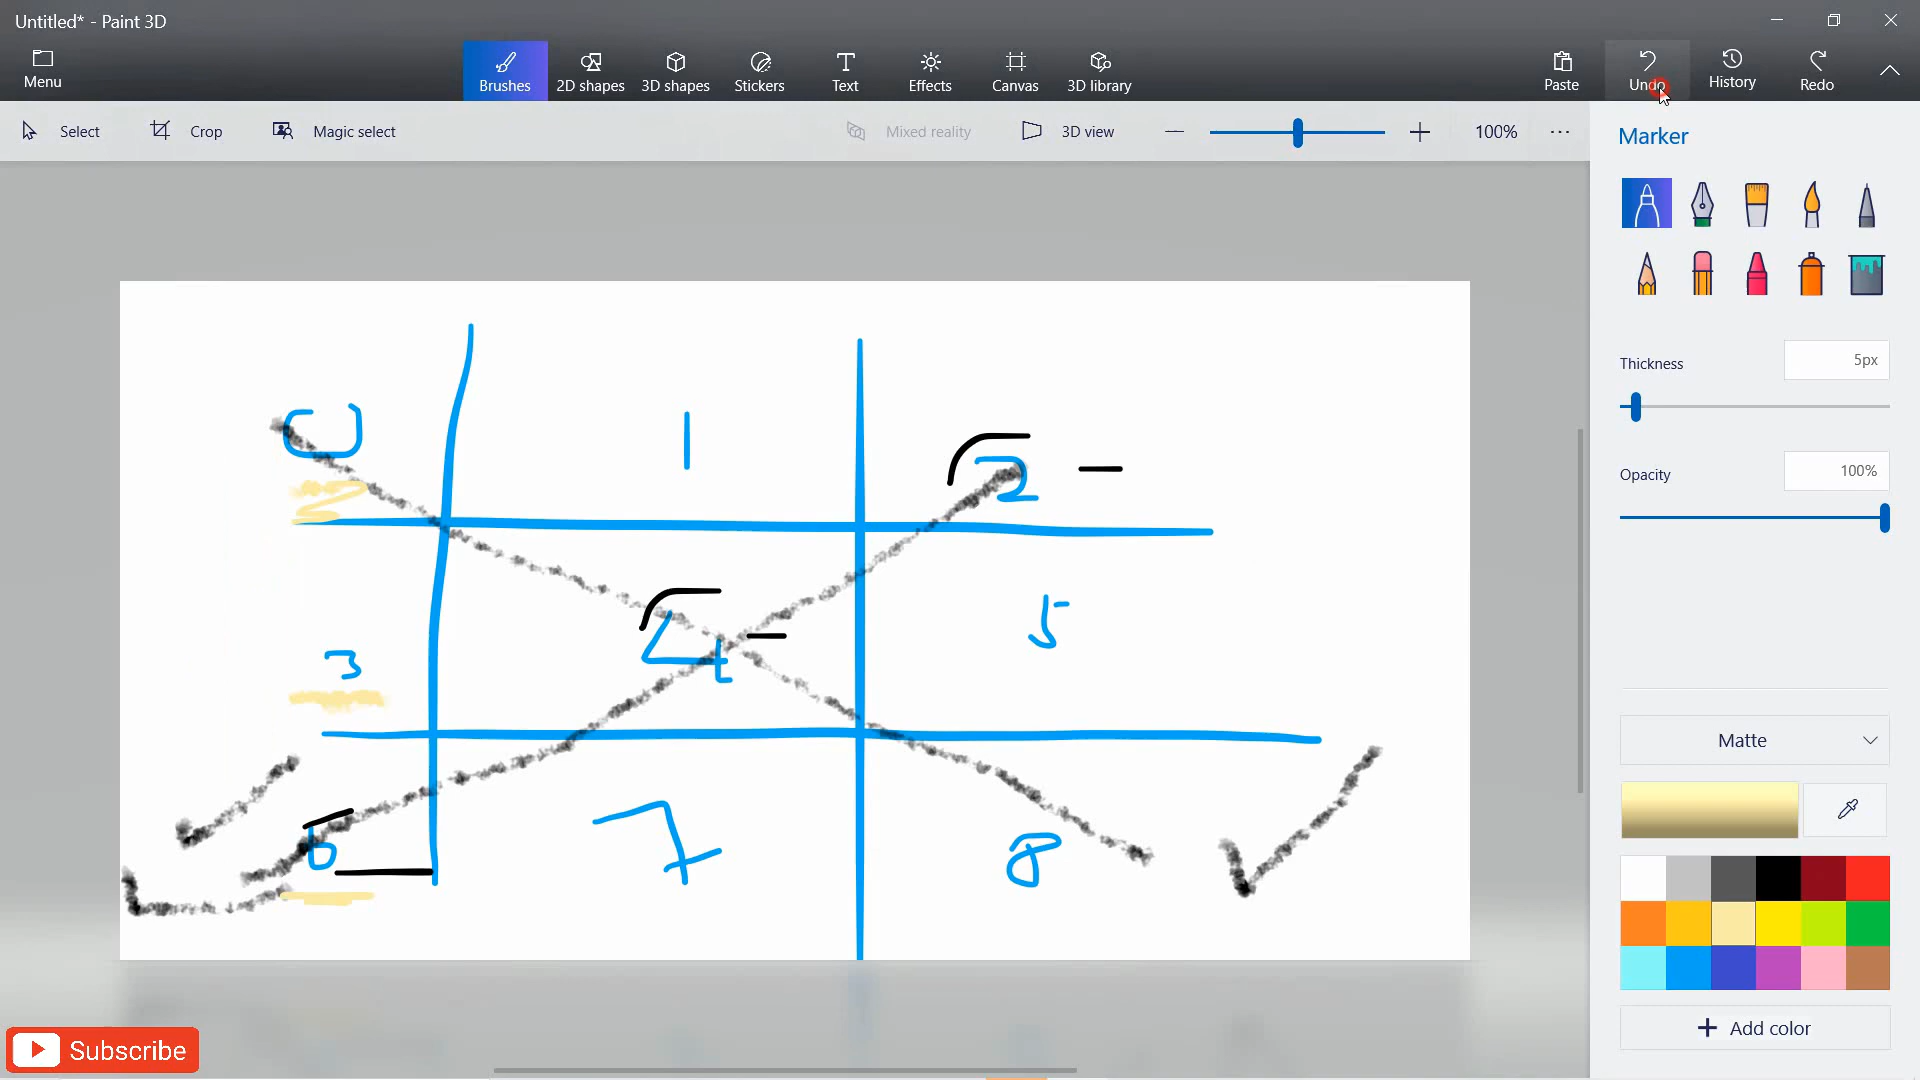 Untitled* - Paint 3D
Menu
Brushes
2D shapes
3D shapes
Stickers
Text
Effects
Canvas
3D library
Paste
Undo
History
Redo
Select
Crop
Magic select
Mixed reality
3D view
100%
Marker
Thickness
5px
Opacity
100%
Matte
Add color
0
1
2
3
4
5
6
7
8
Subscribe